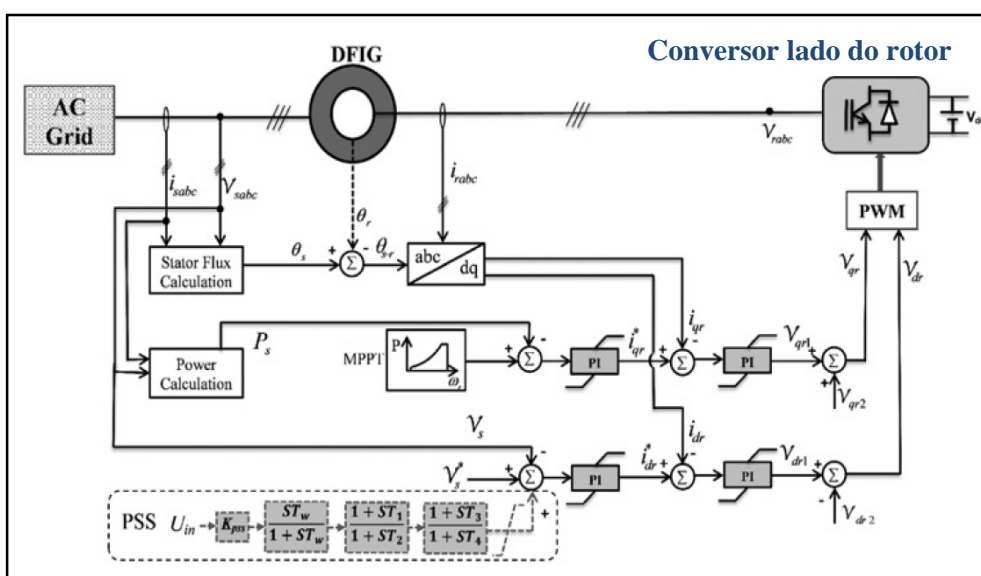 Conversor lado do rotor
DFIG
AC
Grid
V_rabc
i_sabc
V_sabc
i_rabc
θ_r
PWM
Stator Flux
Calculation
θ_s
+
-
Σ
θ_s-r
abc
dq
V_qr
V_dr
P_s
Power
Calculation
MPPT
P
ω_r
+
-
Σ
PI
i*_qr
+
i_qr
-
Σ
PI
V_qr1
+
Σ
+
V_qr2
V_s
V*_s
+
-
Σ
+
PI
i*_dr
+
i_dr
-
Σ
PI
V_dr1
+
Σ
-
V_dr2
PSS
U_in
K_pss
ST_w
1 + ST_w
1 + ST_1
1 + ST_2
1 + ST_3
1 + ST_4